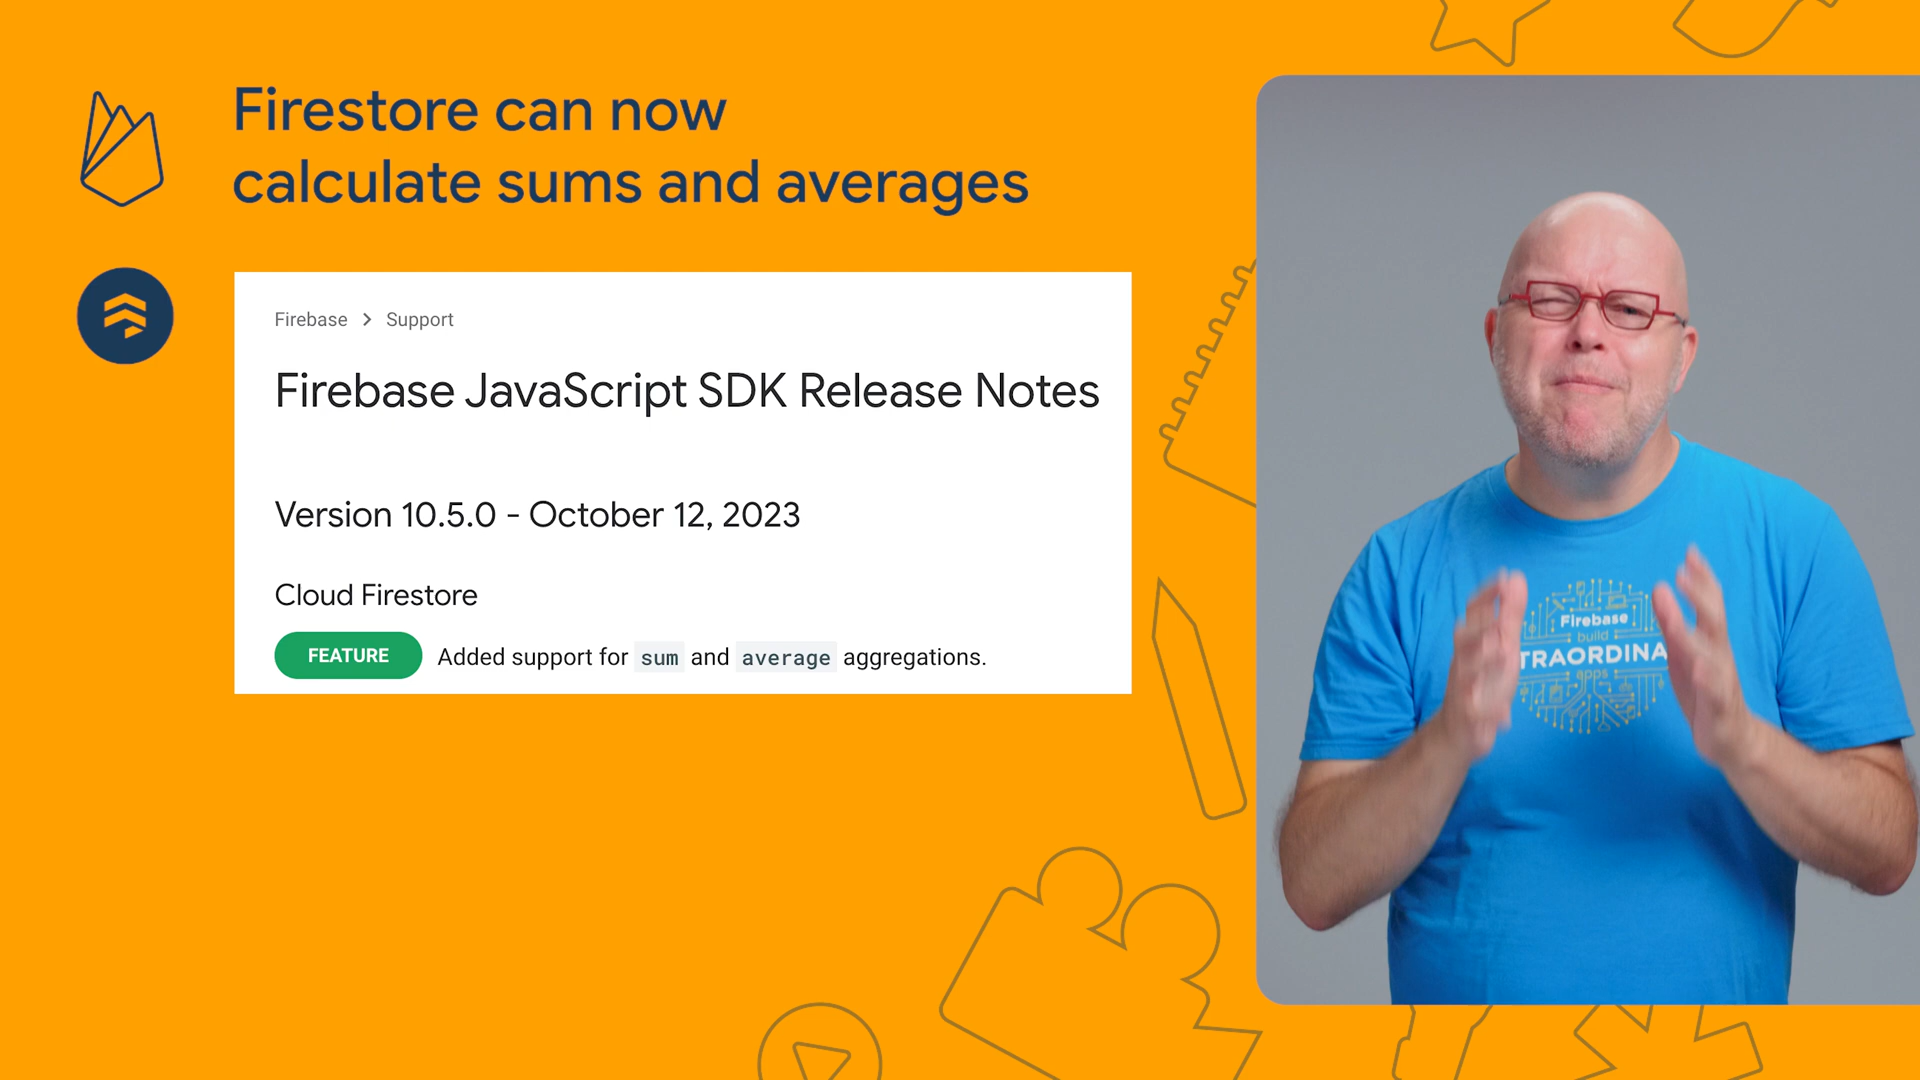 Firestore can now
calculate sums and averages
Firebase > Support
Firebase JavaScript SDK Release Notes
Version 10.5.0 - October 12, 2023
Cloud Firestore
FEATURE Added support for sum and average aggregations.
Firebase
build
TRAORDINA
apps